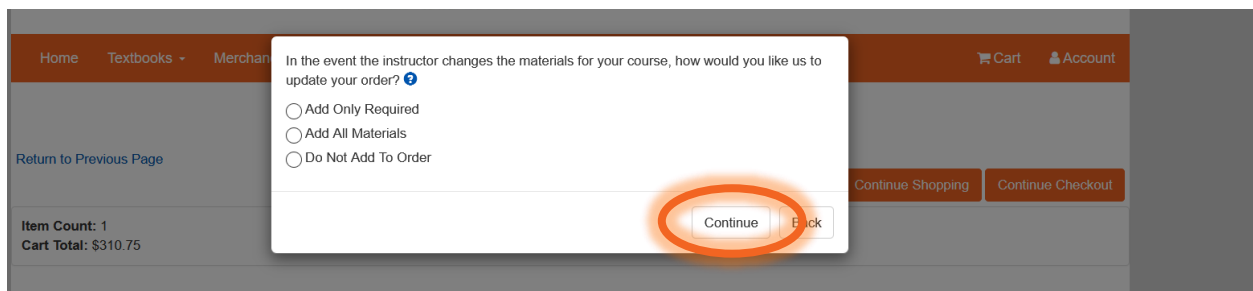 Home Textbooks Merchan
In the event the instructor changes the materials for your course, how would you like us to
update your order?
Cart Account
Add Only Required
Add All Materials
Do Not Add To Order
Return to Previous Page
Continue Shopping Continue Checkout
Continue Back
Item Count: 1
Cart Total: $310.75